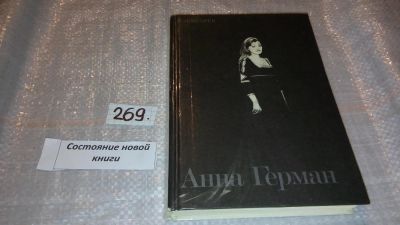 269.
Состояние новой
книги
Анна Герман